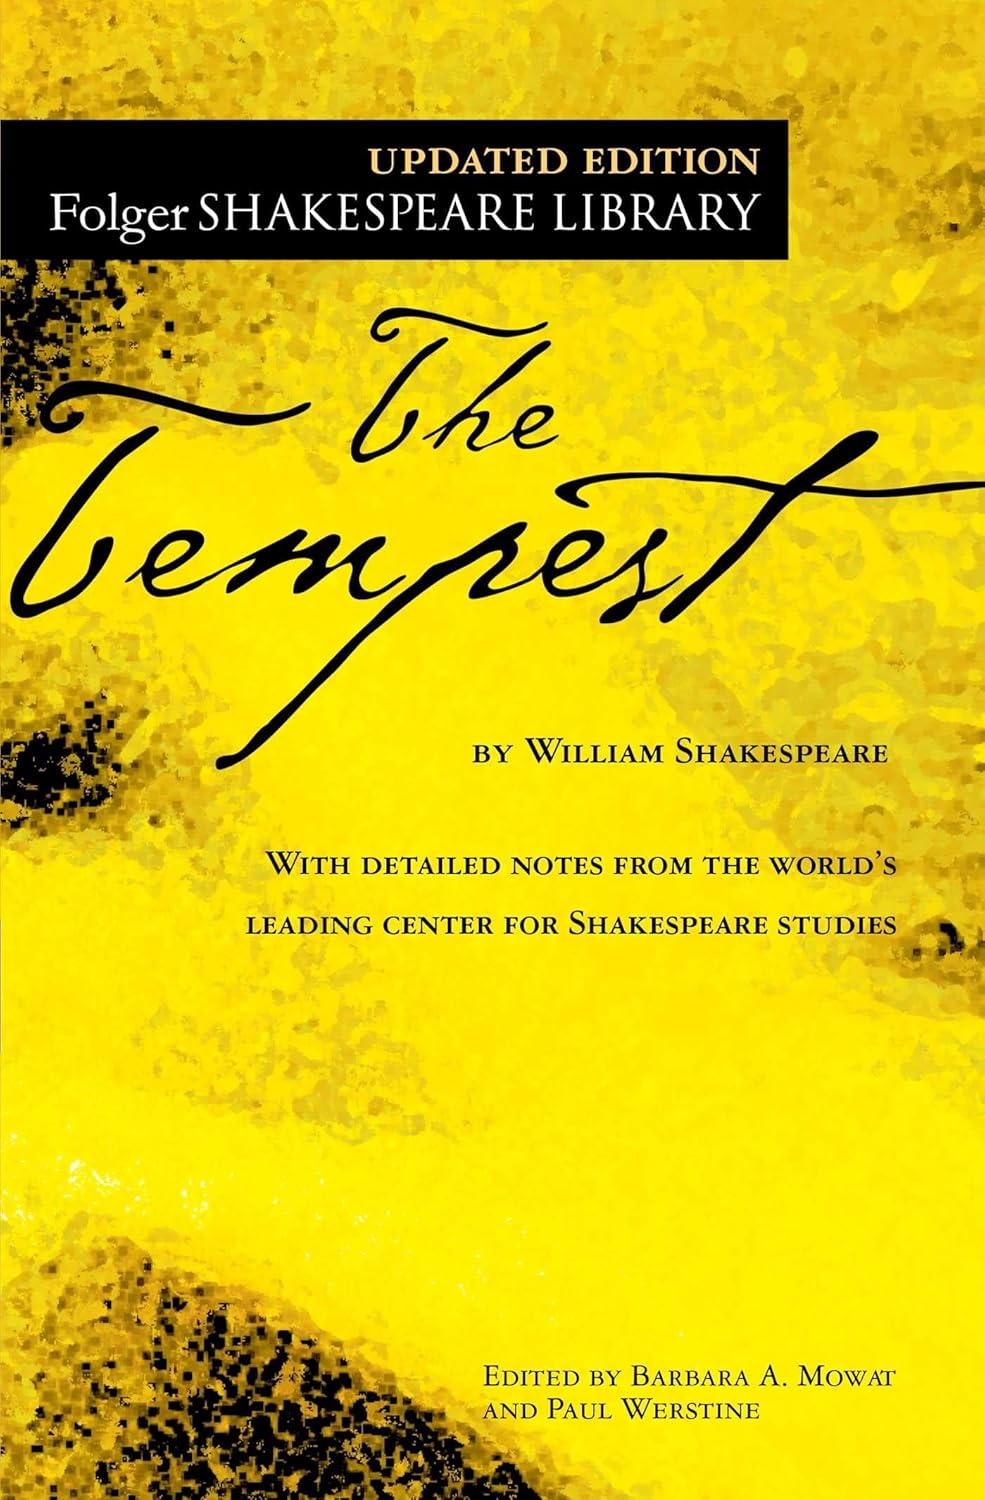 UPDATED EDITION
Folger SHAKESPEARE LIBRARY
The
Tempest
BY WILLIAM SHAKESPEARE
WITH DETAILED NOTES FROM THE WORLD'S
LEADING CENTER FOR SHAKESPEARE STUDIES
EDITED BY BARBARA A. MOWAT
AND PAUL WERSTINE